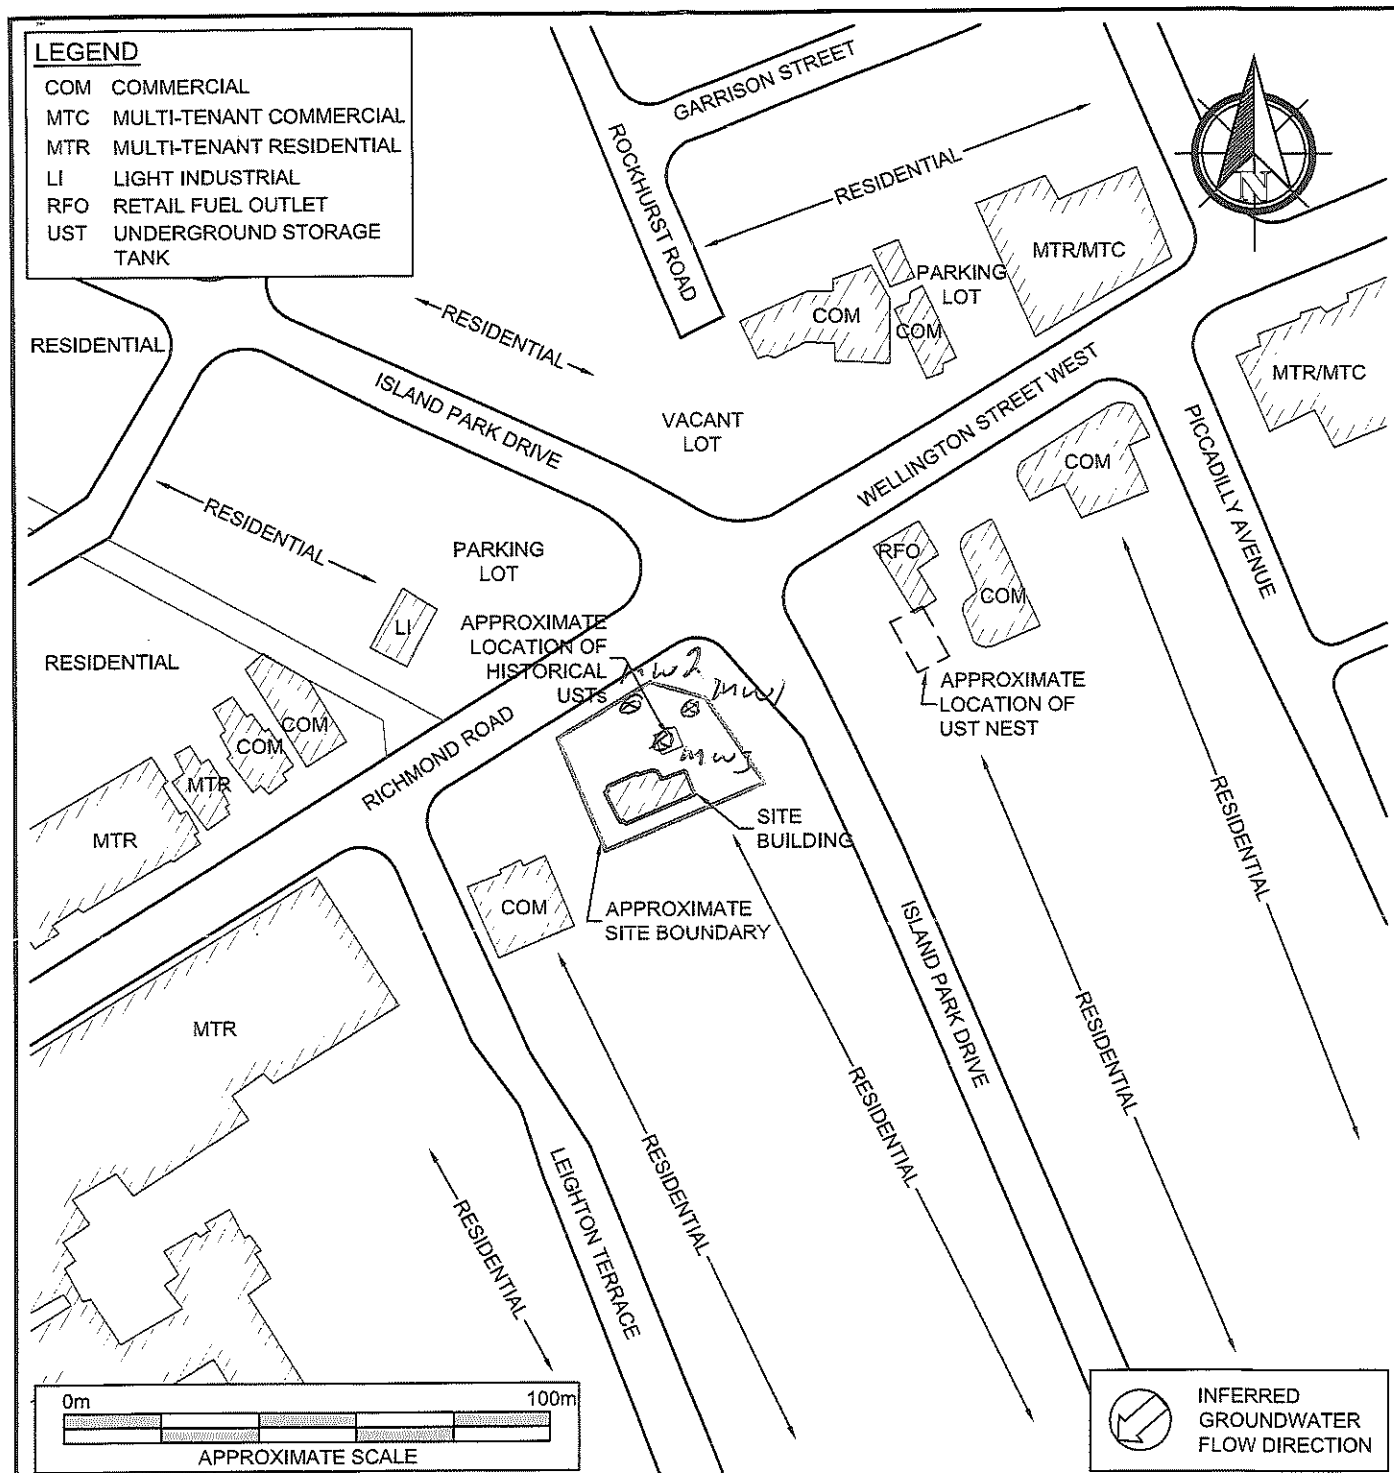 LEGEND
COM COMMERCIAL
MTC MULTI-TENANT COMMERCIAL
MTR MULTI-TENANT RESIDENTIAL
LI LIGHT INDUSTRIAL
RFO RETAIL FUEL OUTLET
UST UNDERGROUND STORAGE
TANK
GARRISON STREET
ROCKHURST ROAD
RESIDENTIAL
N
MTR/MTC
PARKING
LOT
COM
COM
RESIDENTIAL
RESIDENTIAL
ISLAND PARK DRIVE
WELLINGTON STREET WEST
MTR/MTC
PICCADILLY AVENUE
VACANT
LOT
COM
RESIDENTIAL
PARKING
LOT
RFO
COM
LI
APPROXIMATE
LOCATION OF
HISTORICAL
USTs
RESIDENTIAL
MW2
MW1
MW3
APPROXIMATE
LOCATION OF
UST NEST
COM
COM
MTR
MTR
RICHMOND ROAD
SITE
BUILDING
RESIDENTIAL
COM
APPROXIMATE
SITE BOUNDARY
ISLAND PARK DRIVE
MTR
RESIDENTIAL
RESIDENTIAL
RESIDENTIAL
RESIDENTIAL
LEIGHTON TERRACE
0m 100m
APPROXIMATE SCALE
INFERRED
GROUNDWATER
FLOW DIRECTION